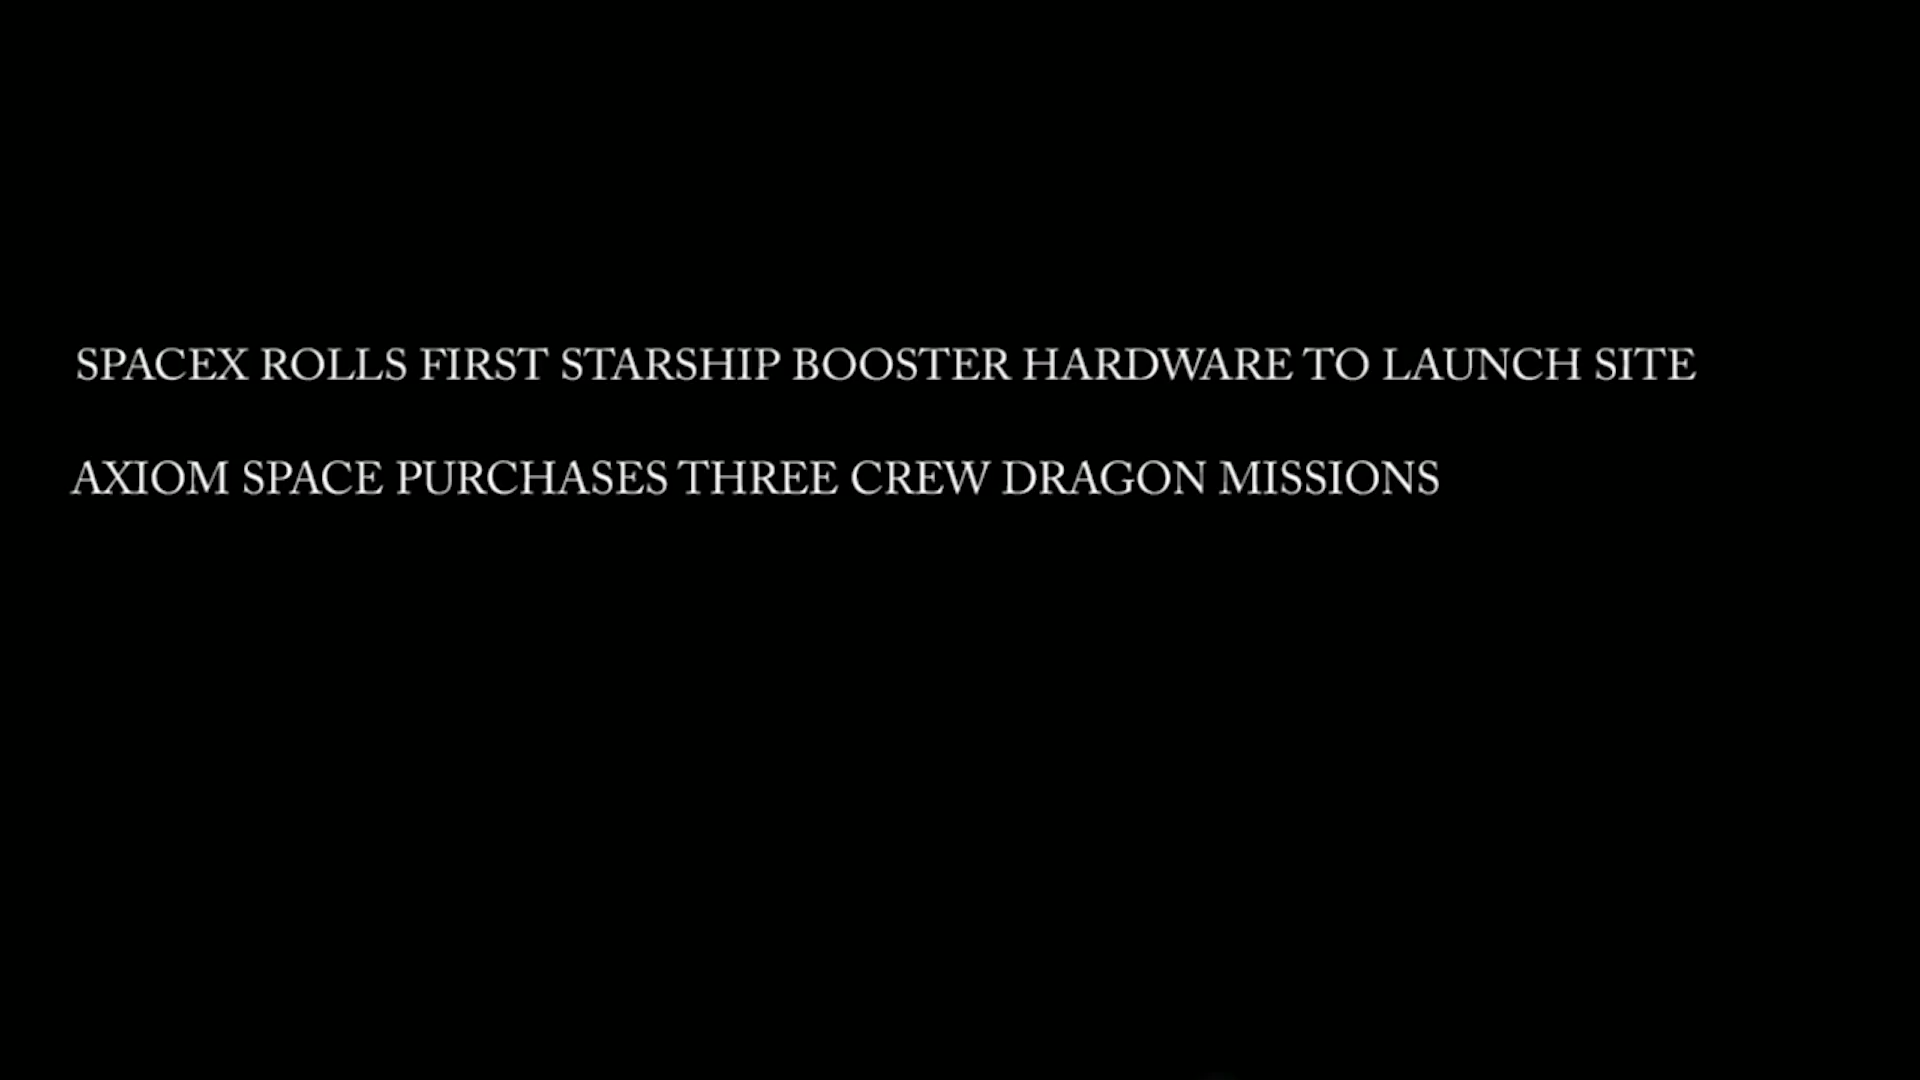 SPACEX ROLLS FIRST STARSHIP BOOSTER HARDWARE TO LAUNCH SITE
AXIOM SPACE PURCHASES THREE CREW DRAGON MISSIONS